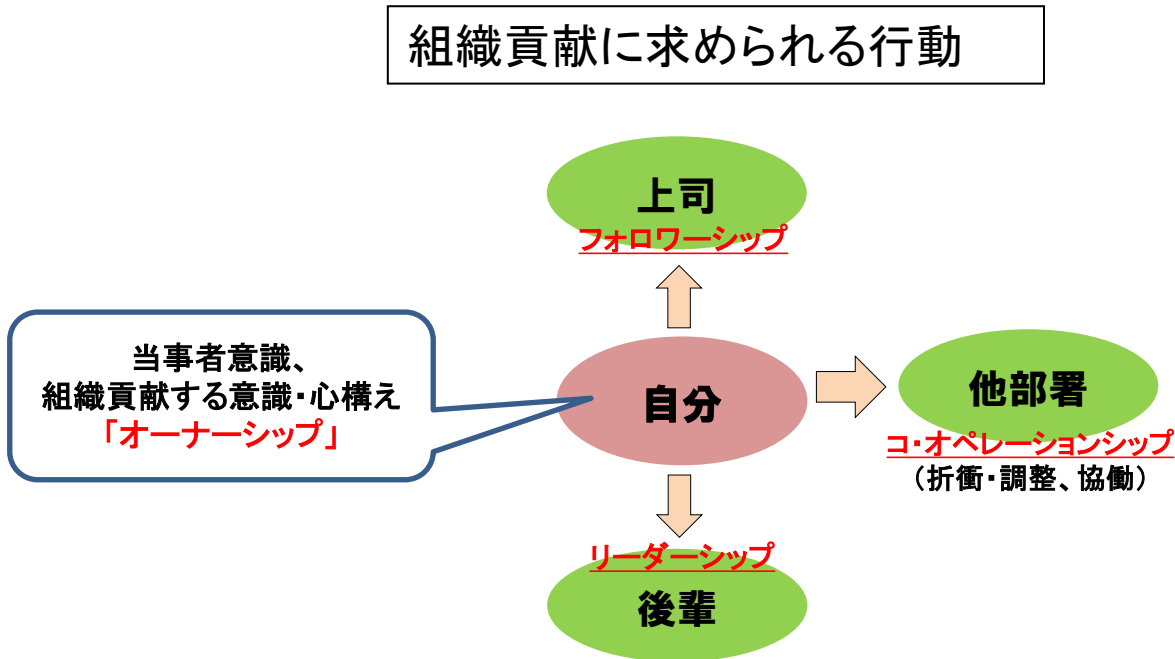 組織貢献に求められる行動
上司
フォロワーシップ
当事者意識、
組織貢献する意識・心構え
「オーナーシップ」
自分
他部署
コ・オペレーションシップ
（折衝・調整、協働）
リーダーシップ
後輩